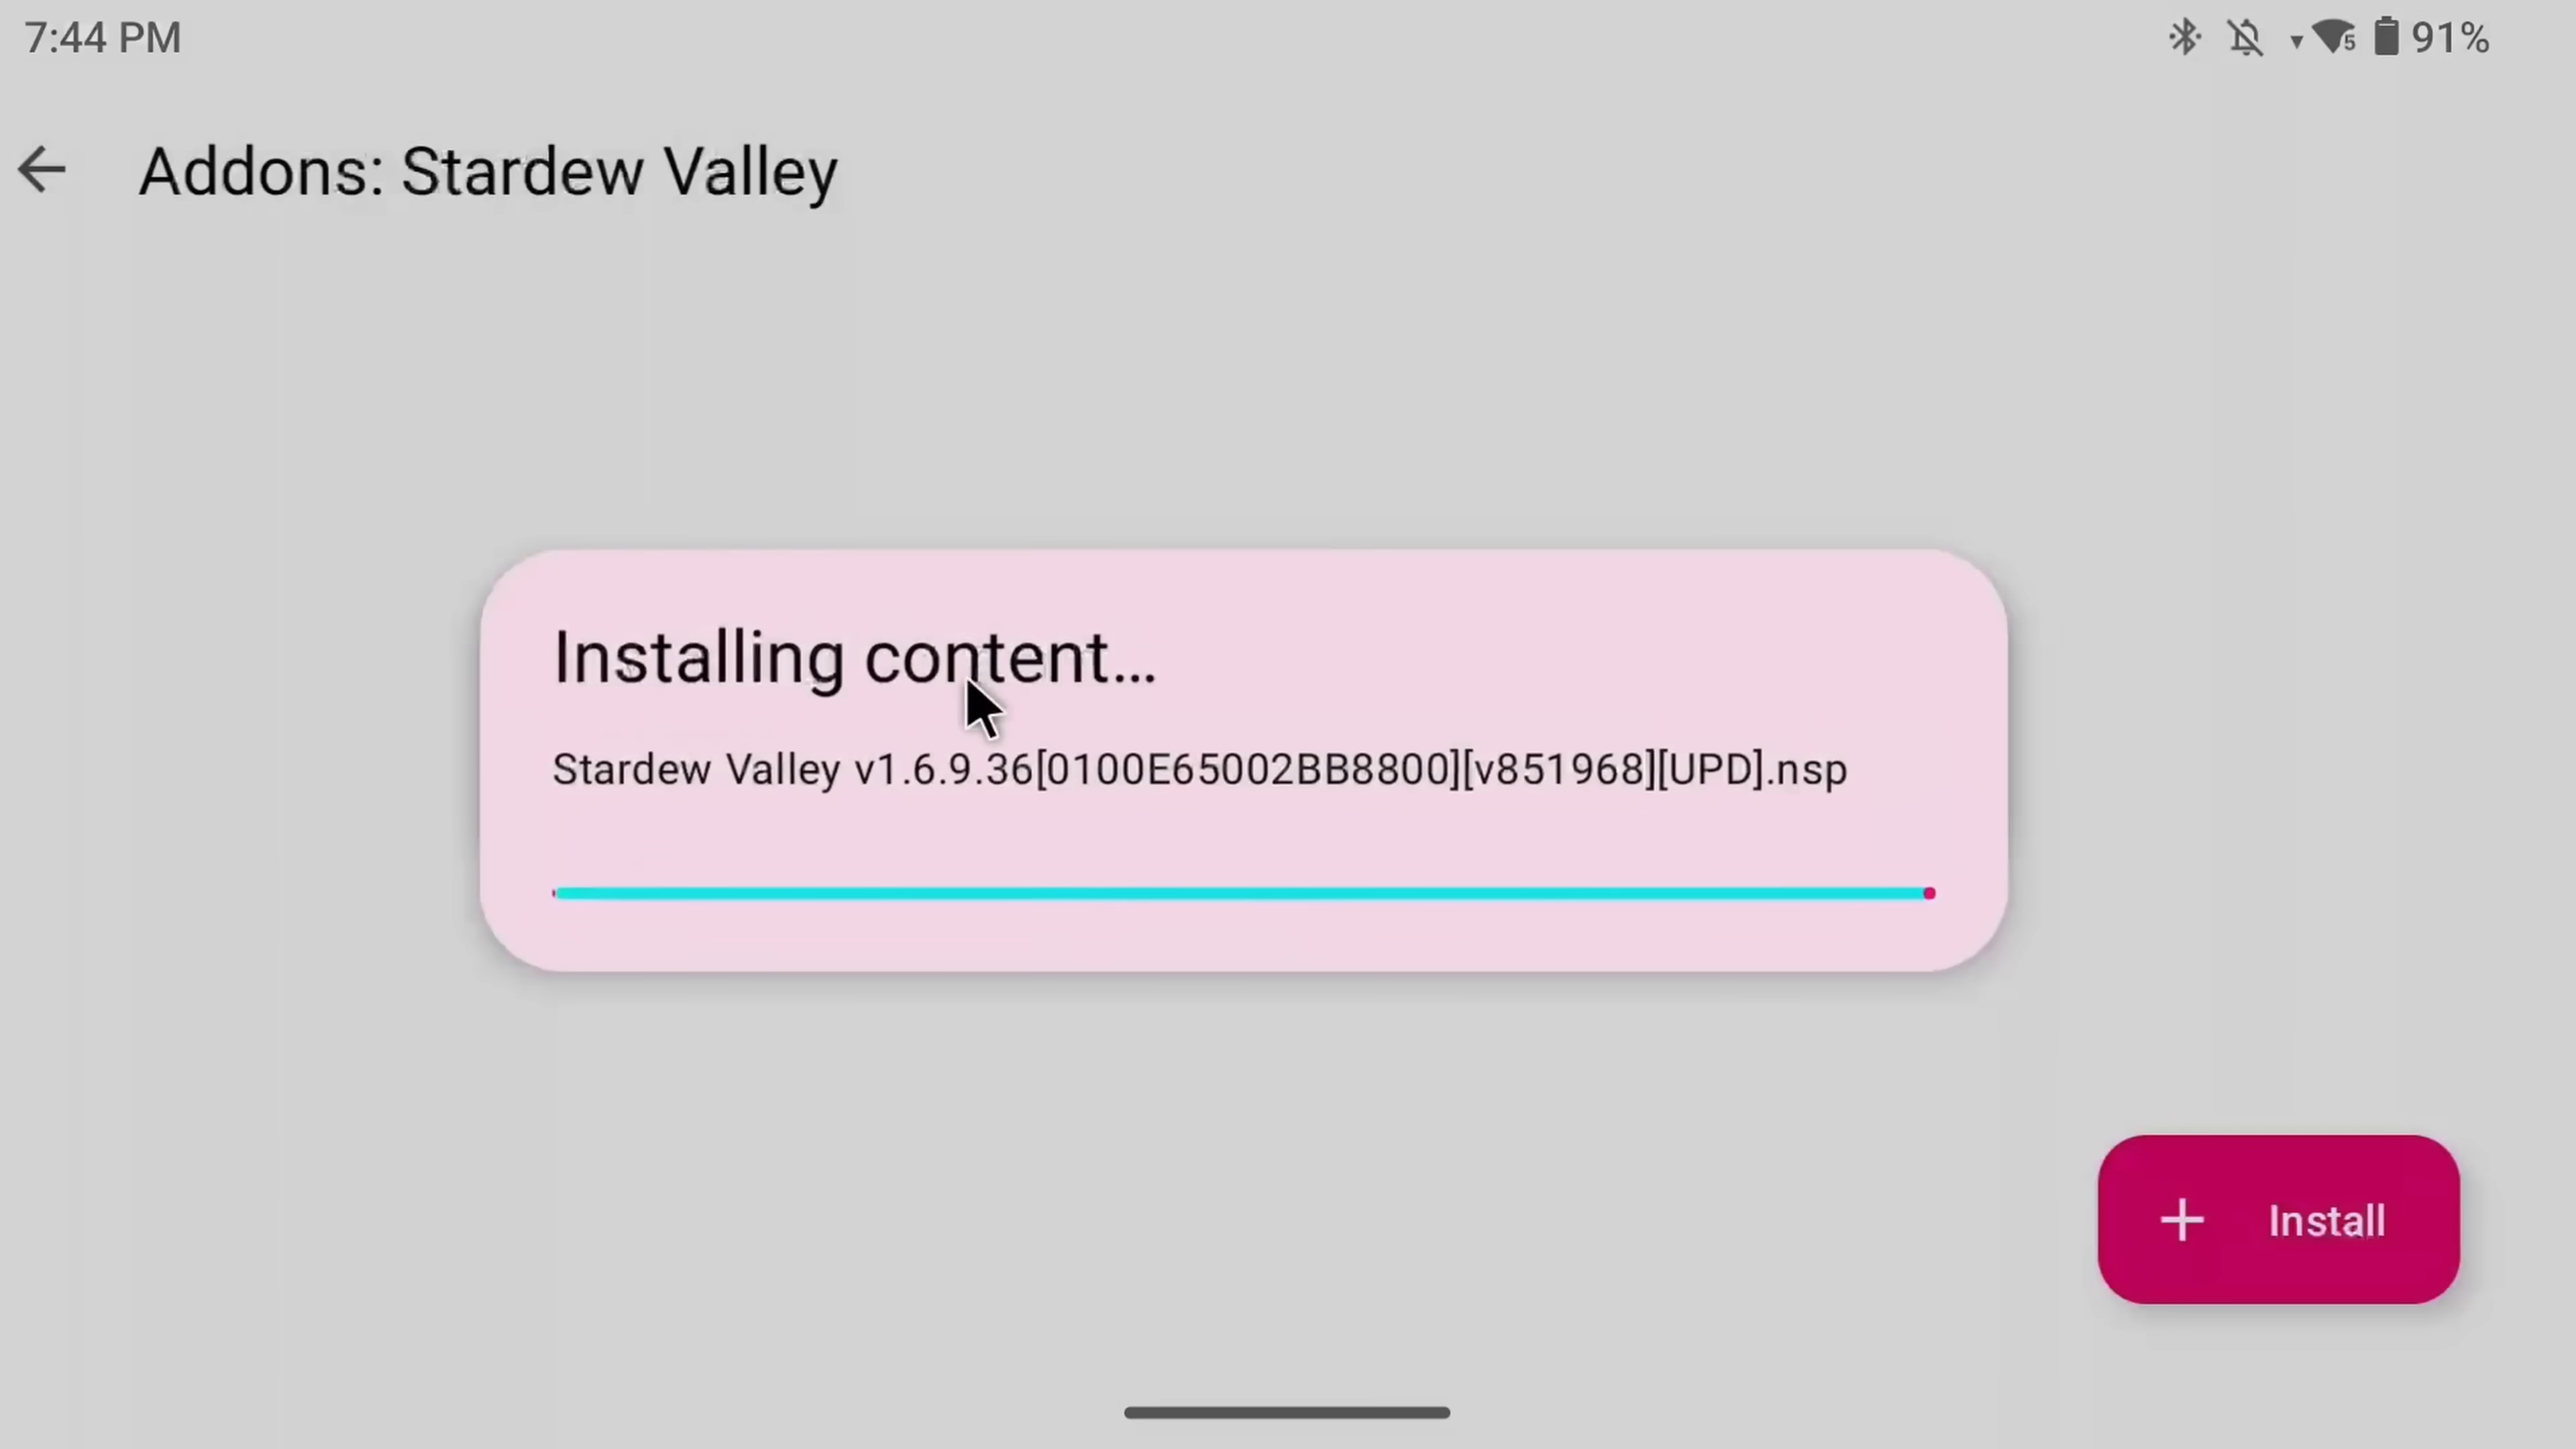 7:44 PM
5 91%
Addons: Stardew Valley
Installing content…
Stardew Valley v1.6.9.36[0100E65002BB8800][v851968][UPD].nsp
+ Install